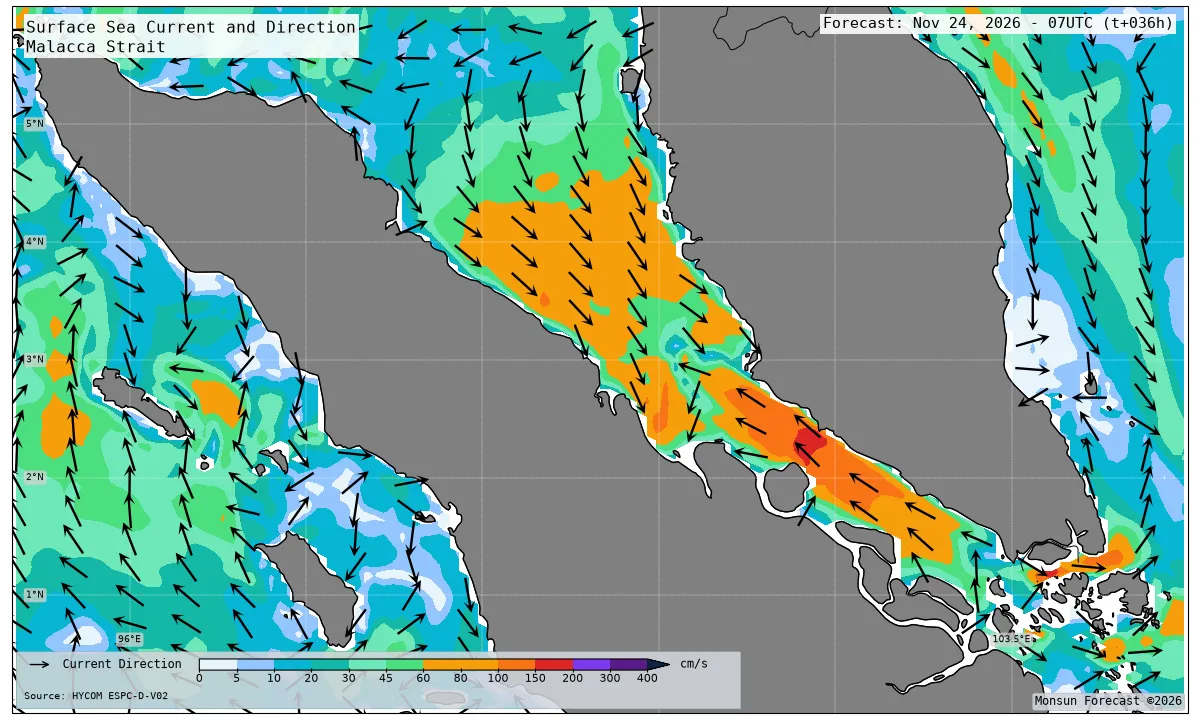 Surface Sea Current and Direction
Malacca Strait
Forecast: Nov 24, 2026 - 07UTC (t+036h)
5°N
4°N
3°N
2°N
1°N
96°E
103.5°E
Current Direction
0 5 10 20 30 45 60 80 100 150 200 300 400
cm/s
Source: HYCOM ESPC-D-V02
Monsun Forecast ©2026